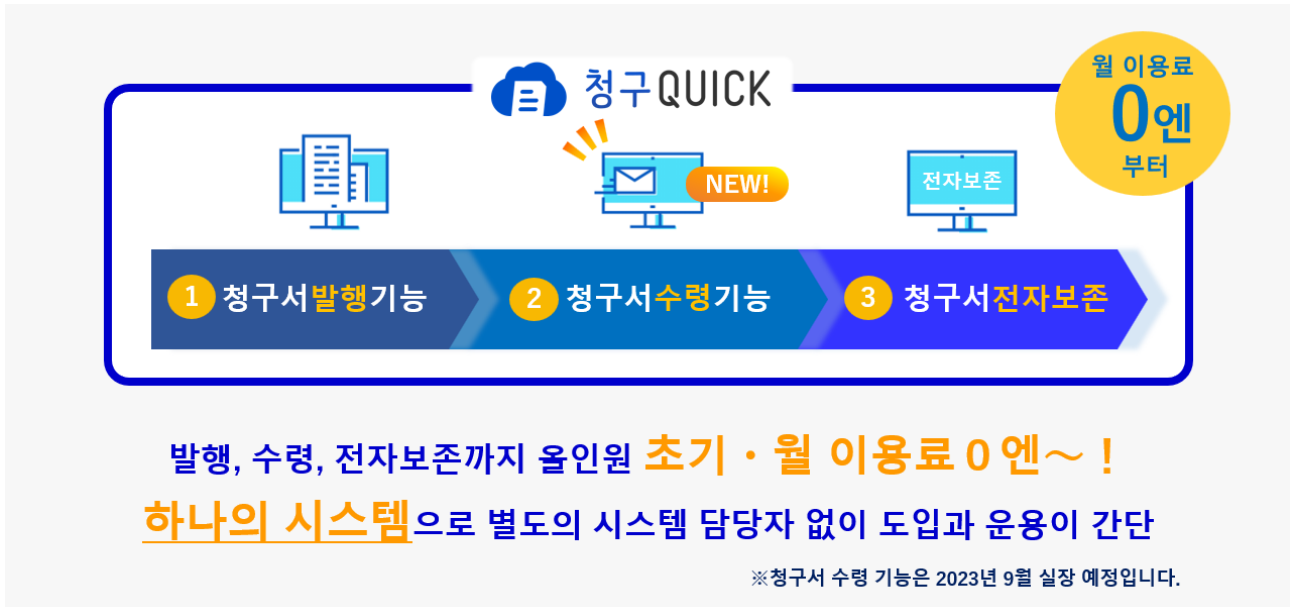 청구QUICK
월 이용료
0엔
부터
NEW!
전자보존
1 청구서발행기능
2 청구서수령기능
3 청구서전자보존
발행, 수령, 전자보존까지 올인원 초기・월 이용료０엔～！
하나의 시스템으로 별도의 시스템 담당자 없이 도입과 운용이 간단
※청구서 수령 기능은 2023년 9월 실장 예정입니다.